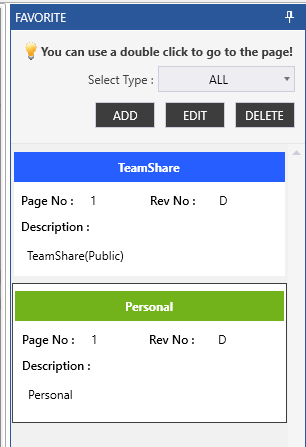 FAVORITE
You can use a double click to go to the page!
Select Type : ALL
ADD EDIT DELETE
TeamShare
Page No : 1 Rev No : D
Description :
TeamShare(Public)
Personal
Page No : 1 Rev No : D
Description :
Personal